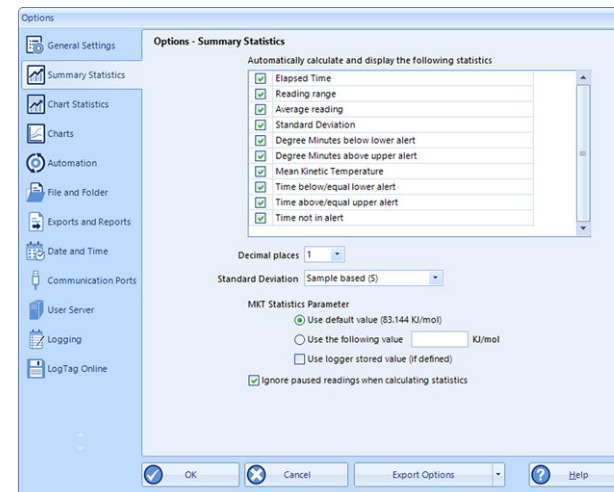 Options
General Settings
Summary Statistics
Chart Statistics
Charts
Automation
File and Folder
Exports and Reports
Date and Time
Communication Ports
User Server
Logging
LogTag Online
Options - Summary Statistics
Automatically calculate and display the following statistics
Elapsed Time
Reading range
Average reading
Standard Deviation
Degree Minutes below lower alert
Degree Minutes above upper alert
Mean Kinetic Temperature
Time below/equal lower alert
Time above/equal upper alert
Time not in alert
Decimal places 1
Standard Deviation Sample based (S)
MKT Statistics Parameter
Use default value (83.144 KJ/mol)
Use the following value KJ/mol
Use logger stored value (if defined)
Ignore paused readings when calculating statistics
OK Cancel Export Options Help